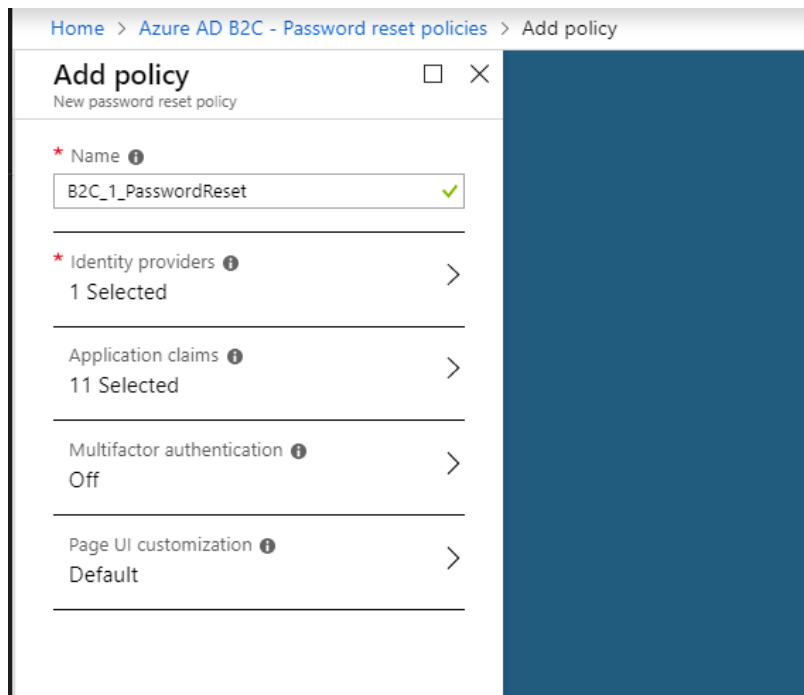 Home > Azure AD B2C - Password reset policies > Add policy
Add policy
New password reset policy
* Name
B2C_1_PasswordReset
* Identity providers
1 Selected
Application claims
11 Selected
Multifactor authentication
Off
Page UI customization
Default